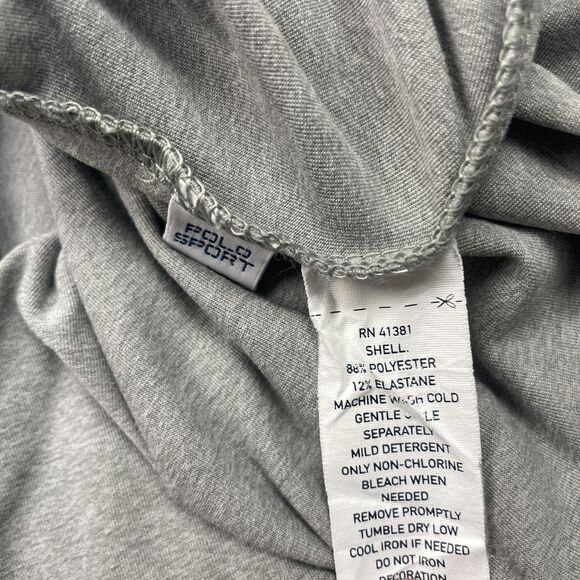 POLO
SPORT
RN 41381
SHELL:
88% POLYESTER
12% ELASTANE
MACHINE WASH COLD
GENTLE CYCLE
SEPARATELY
MILD DETERGENT
ONLY NON-CHLORINE
BLEACH WHEN
NEEDED
REMOVE PROMPTLY
TUMBLE DRY LOW
COOL IRON IF NEEDED
DO NOT IRON
DECORATION